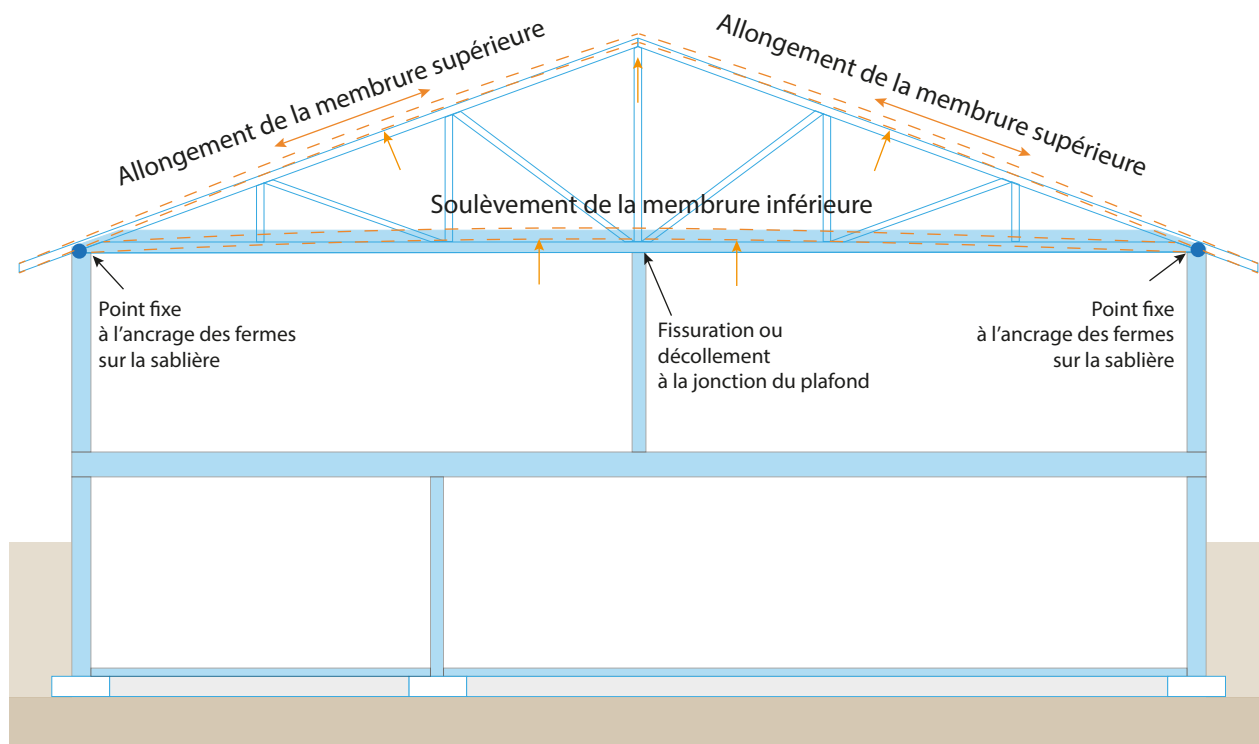 Allongement de la membrure supérieure
Allongement de la membrure supérieure
Soulèvement de la membrure inférieure
Point fixe
à l’ancrage des fermes
sur la sablière
Fissuration ou
décollement
à la jonction du plafond
Point fixe
à l’ancrage des fermes
sur la sablière